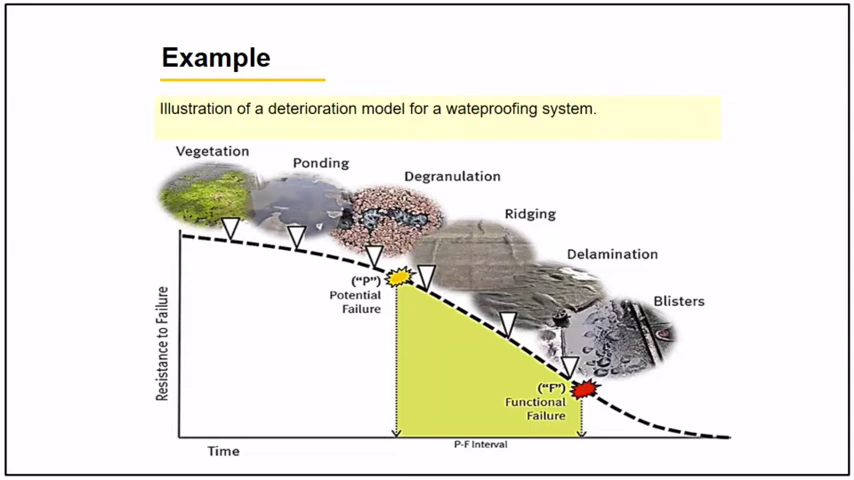 Example
Illustration of a deterioration model for a wateproofing system.
Vegetation
Ponding
Degranulation
Ridging
Delamination
Blisters
("P")
Potential
Failure
("F")
Functional
Failure
Resistance to Failure
P-F Interval
Time